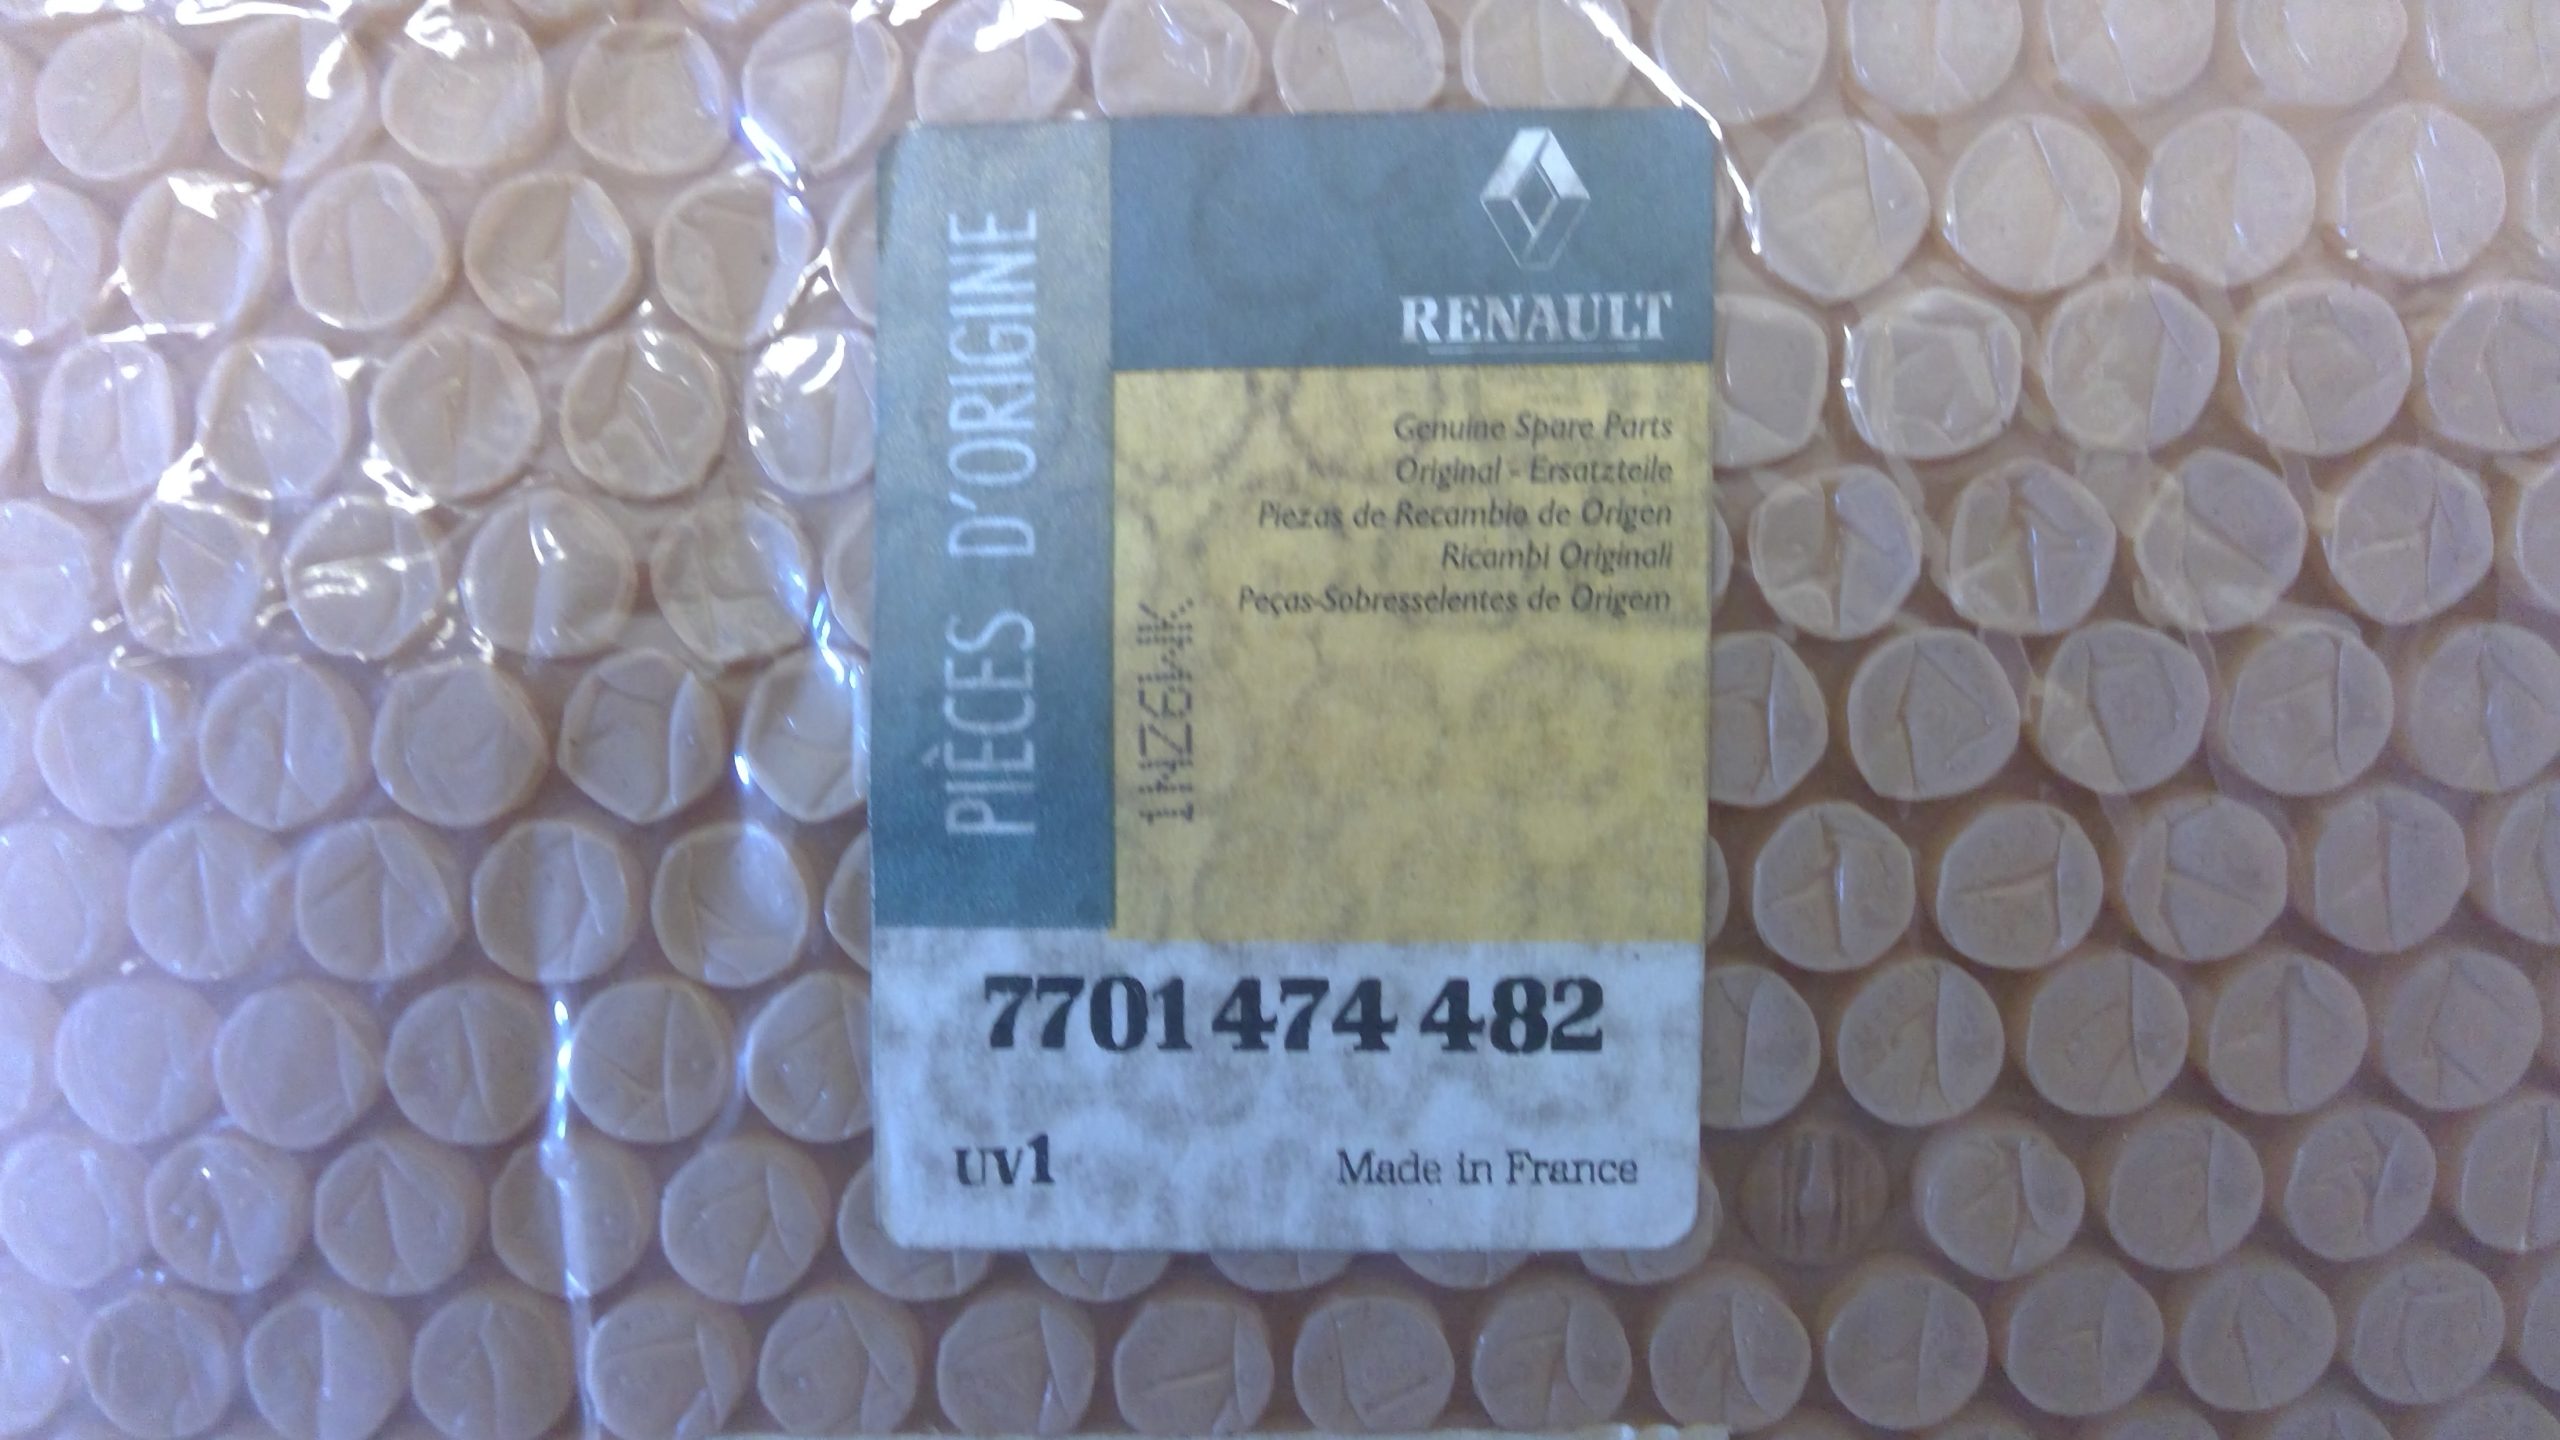 PIÈCES D'ORIGINE
RENAULT
Genuine Spare Parts
Original - Ersatzteile
Piezas de Recambio de Origen
Ricambi Originali
Peças-Sobresselentes de Origem
7701 474 482
UV1
Made in France